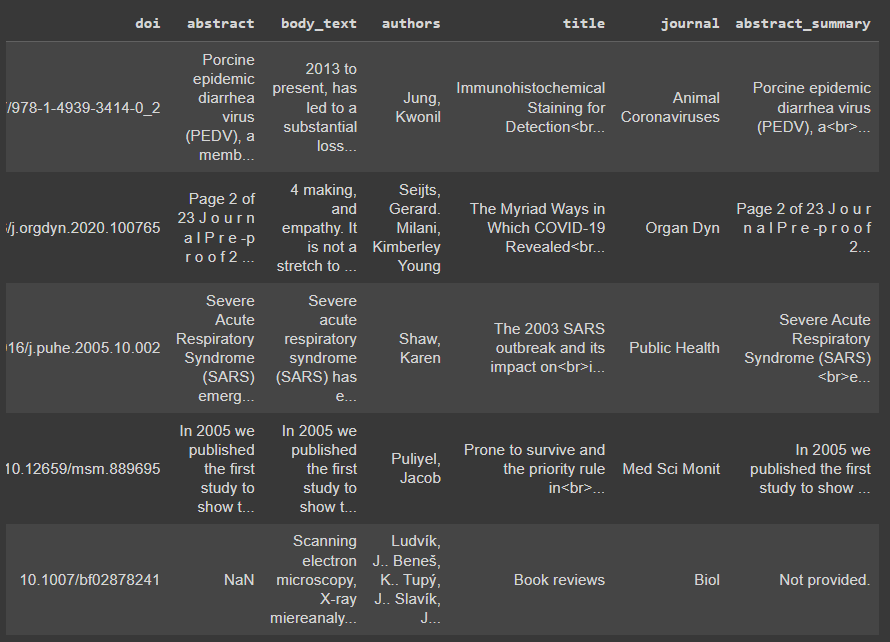 doi abstract body_text authors title journal abstract_summary
/978-1-4939-3414-0_2
Porcine
epidemic
diarrhea
virus
(PEDV), a
memb...
2013 to
present, has
led to a
substantial
loss...
Jung,
Kwonil
Immunohistochemical
Staining for
Detection<br...
Animal
Coronaviruses
Porcine epidemic
diarrhea virus
(PEDV), a<br>...
/j.orgdyn.2020.100765
Page 2 of
23 J o u r n
a l P r e -p
r o o f 2 ...
4 making,
and
empathy. It
is not a
stretch to ...
Seijts,
Gerard.
Milani,
Kimberley
Young
The Myriad Ways in
Which COVID-19
Revealed<br...
Organ Dyn
Page 2 of 23 J o u r
n a l P r e -p r o o f
2...
16/j.puhe.2005.10.002
Severe
Acute
Respiratory
Syndrome
(SARS)
emerg...
Severe
acute
respiratory
syndrome
(SARS) has
e...
Shaw,
Karen
The 2003 SARS
outbreak and its
impact on<br>i...
Public Health
Severe Acute
Respiratory
Syndrome (SARS)
<br>e...
10.12659/msm.889695
In 2005 we
published
the first
study to
show t...
In 2005 we
published
the first
study to
show t...
Puliyel,
Jacob
Prone to survive and
the priority rule
in<br>...
Med Sci Monit
In 2005 we
published the first
study to show ...
10.1007/bf02878241
NaN
Scanning
electron
microscopy,
X-ray
miereanaly...
Ludvík,
J.. Beneš,
K.. Tupý,
J.. Slavík,
J...
Book reviews
Biol
Not provided.